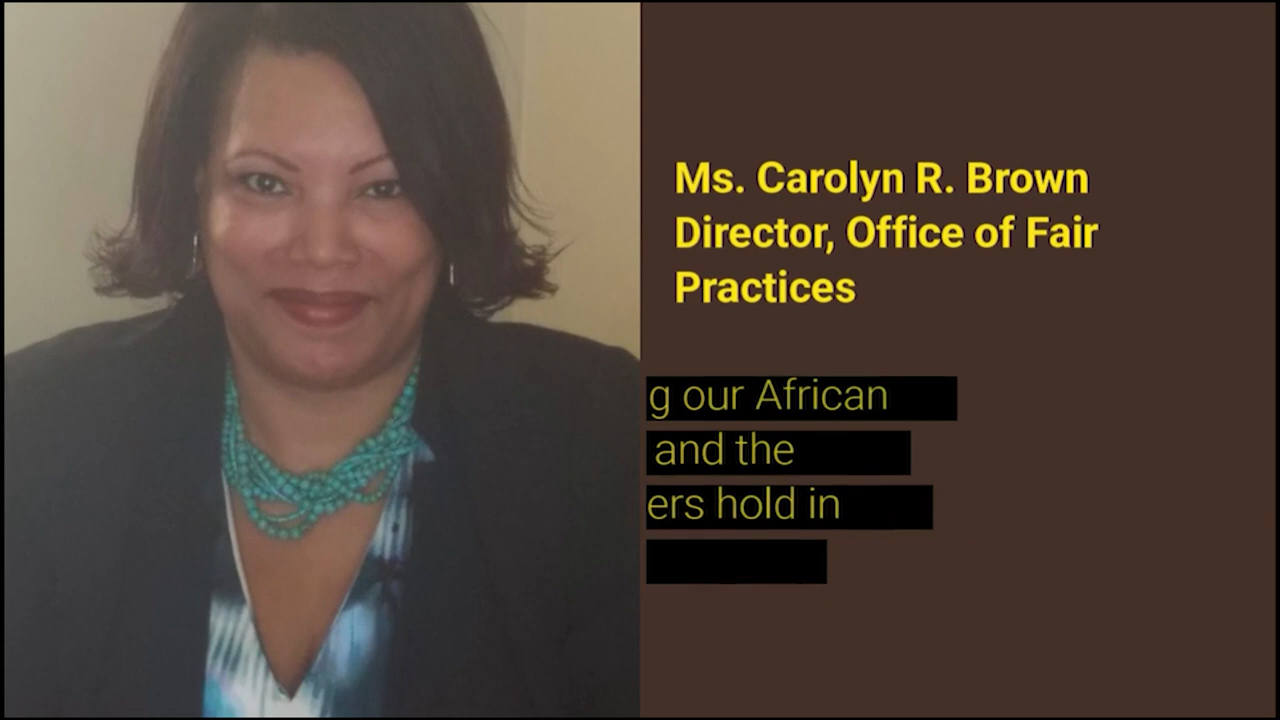 Ms. Carolyn R. Brown
Director, Office of Fair
Practices
g our African
and the
ers hold in